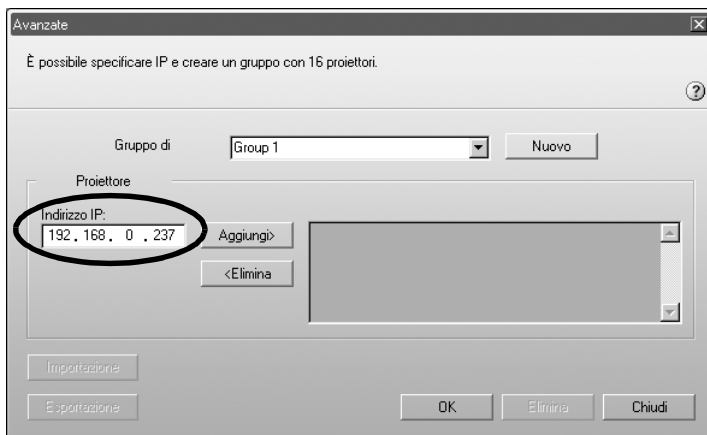 Avanzate
È possibile specificare IP e creare un gruppo con 16 proiettori.
Gruppo di Group 1 Nuovo
Proiettore
Indirizzo IP:
192 . 168 . 0 . 237 Aggiungi>
<Elimina
Importazione
Esportazione OK Elimina Chiudi